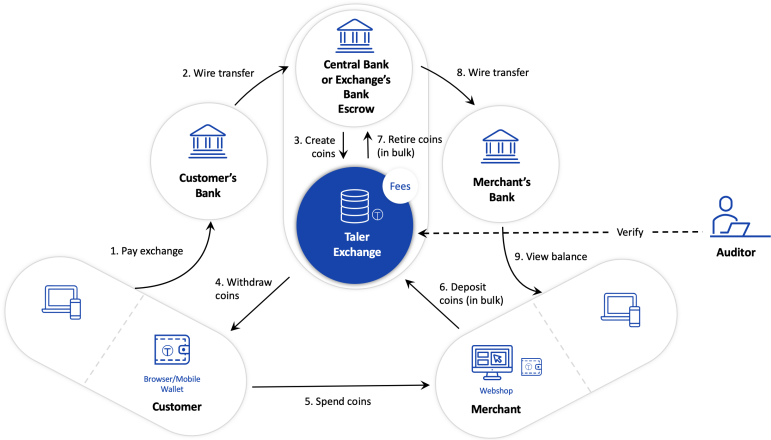 Central Bank
or Exchange's
Bank
Escrow
2. Wire transfer
8. Wire transfer
3. Create
coins
7. Retire coins
(in bulk)
Customer's
Bank
Merchant's
Bank
Fees
T
Taler
Exchange
Verify
Auditor
1. Pay exchange
9. View balance
4. Withdraw
coins
6. Deposit
coins (in bulk)
T
Browser/Mobile
Wallet
Customer
5. Spend coins
T
Webshop
Merchant